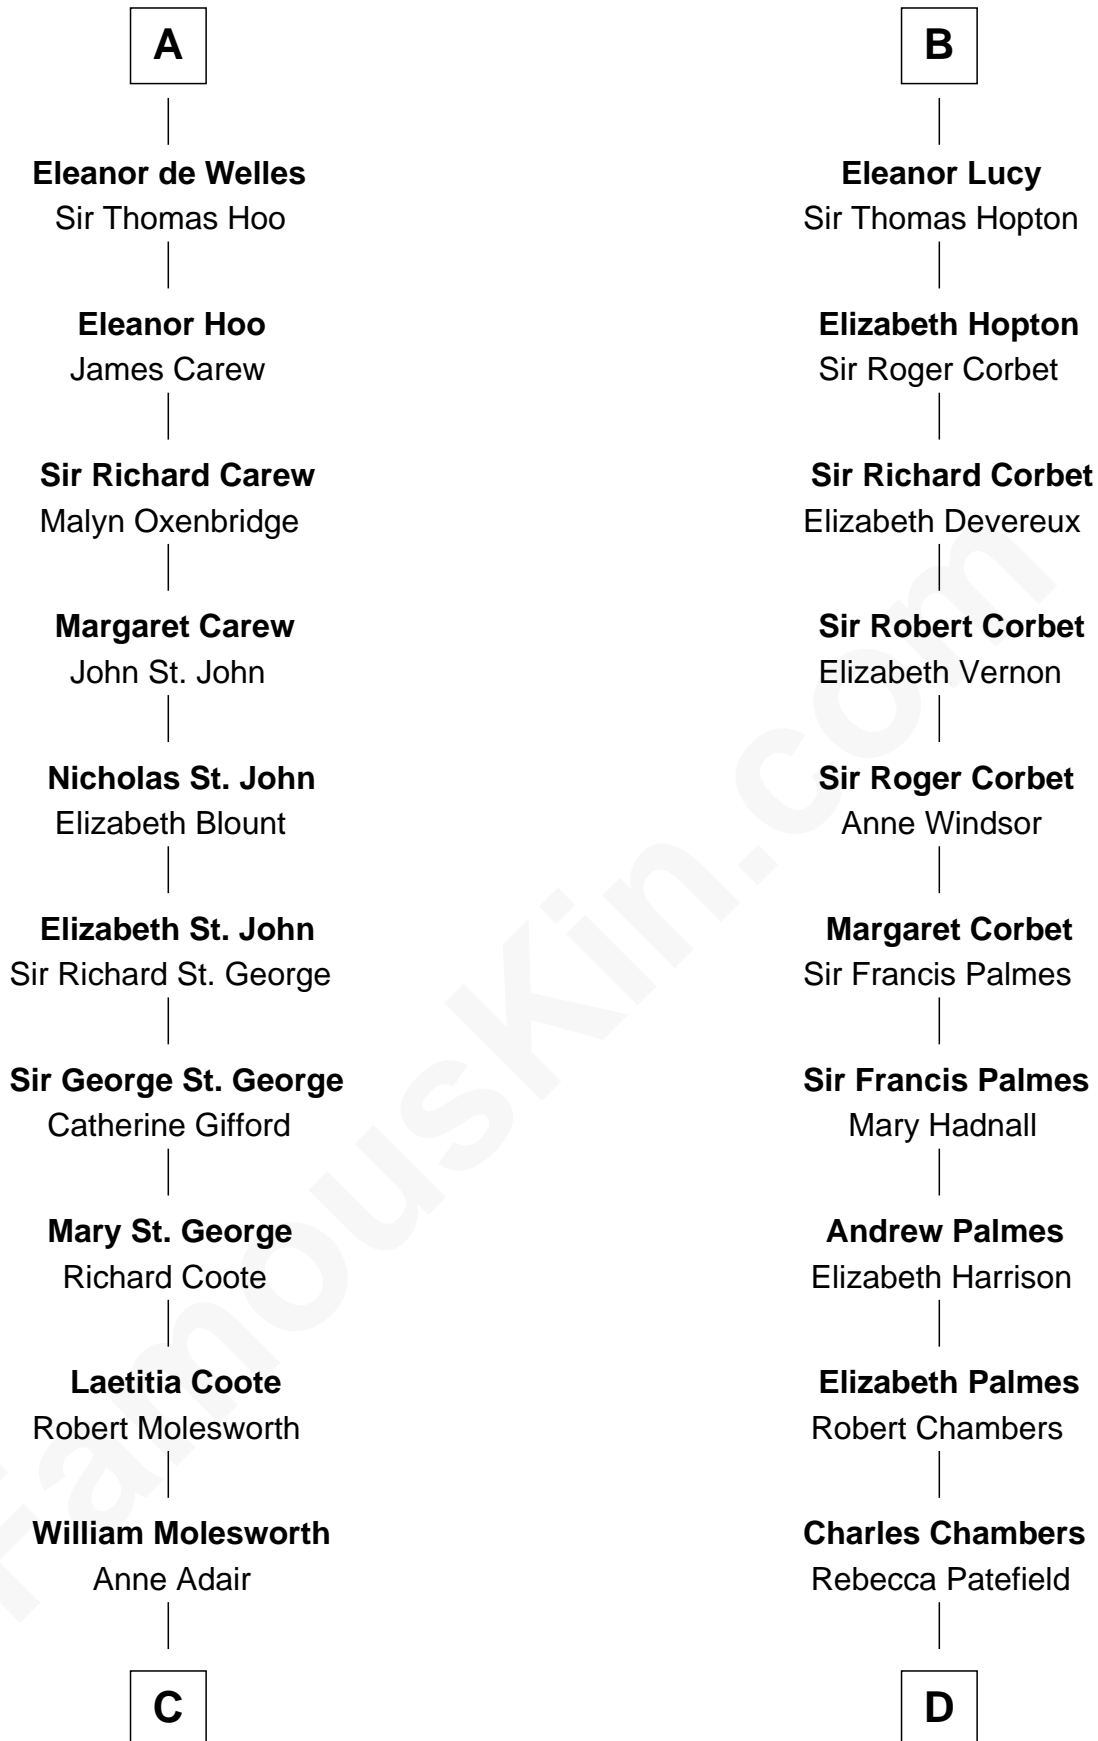 A
Eleanor de Welles
Sir Thomas Hoo
Eleanor Hoo
James Carew
Sir Richard Carew
Malyn Oxenbridge
Margaret Carew
John St. John
Nicholas St. John
Elizabeth Blount
Elizabeth St. John
Sir Richard St. George
Sir George St. George
Catherine Gifford
Mary St. George
Richard Coote
Laetitia Coote
Robert Molesworth
William Molesworth
Anne Adair
C
B
Eleanor Lucy
Sir Thomas Hopton
Elizabeth Hopton
Sir Roger Corbet
Sir Richard Corbet
Elizabeth Devereux
Sir Robert Corbet
Elizabeth Vernon
Sir Roger Corbet
Anne Windsor
Margaret Corbet
Sir Francis Palmes
Sir Francis Palmes
Mary Hadnall
Andrew Palmes
Elizabeth Harrison
Elizabeth Palmes
Robert Chambers
Charles Chambers
Rebecca Patefield
D
FamousKin.com